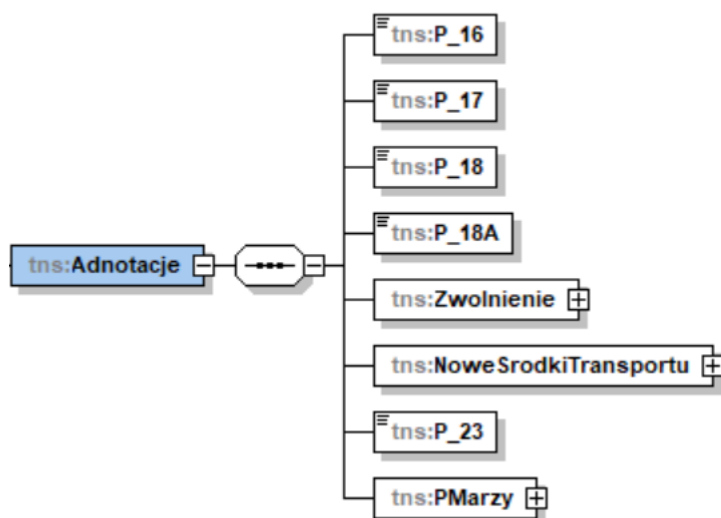 tns:P_16
tns:P_17
tns:P_18
tns:P_18A
tns:Adnotacje
tns:Zwolnienie
tns:NoweSrodkiTransportu
tns:P_23
tns:PMarzy